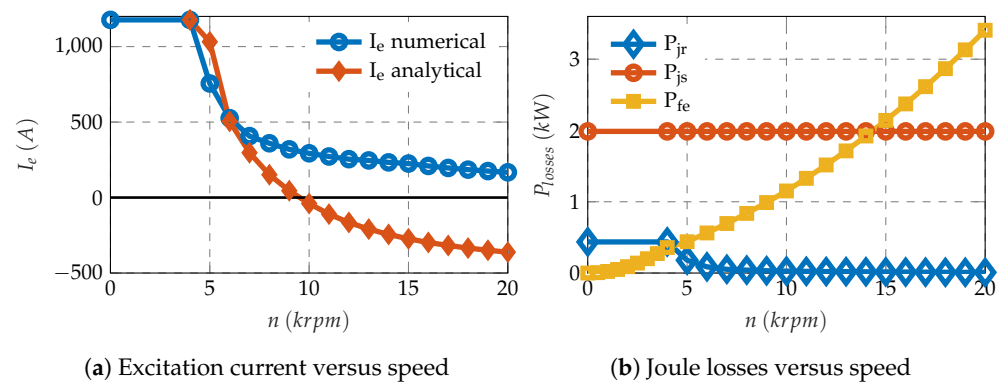 1,000
500
0
−500
I_e (A)
0
5
10
15
20
n (krpm)
I_e numerical
I_e analytical
(a) Excitation current versus speed
3
2
1
0
P_losses (kW)
0
5
10
15
20
n (krpm)
P_jr
P_js
P_fe
(b) Joule losses versus speed